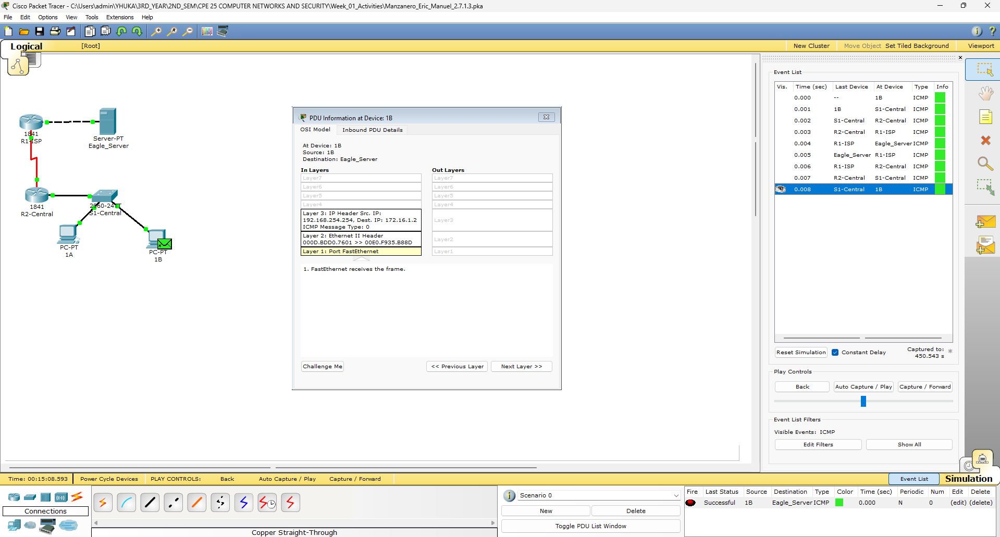 Cisco Packet Tracer - C:\Users\admin\YHUKA\3RD_YEAR\2ND_SEM\CPE 25 COMPUTER NETWORKS AND SECURITY\Week_01_Activities\Manzanero_Eric_Manuel_2.7.1.3.pka
File Edit Options View Tools Extensions Help
Logical [Root] New Cluster Move Object Set Tiled Background Viewport
1841
R1-ISP
Server-PT
Eagle_Server
1841
R2-Central
2960-24TT
S1-Central
PC-PT
1A
PC-PT
1B
PDU Information at Device: 1B
OSI Model Inbound PDU Details
At Device: 1B
Source: 1B
Destination: Eagle_Server
In Layers Out Layers
Layer7 Layer7
Layer6 Layer6
Layer5 Layer5
Layer4 Layer4
Layer 3: IP Header Src. IP:
192.168.254.254, Dest. IP: 172.16.1.2
ICMP Message Type: 0
Layer3
Layer 2: Ethernet II Header
000D.BDD0.7601 >> 00E0.F935.B88D
Layer2
Layer 1: Port FastEthernet Layer1
1. FastEthernet receives the frame.
Challenge Me << Previous Layer Next Layer >>
Event List
Vis. Time (sec) Last Device At Device Type Info
0.000 -- 1B ICMP
0.001 1B S1-Central ICMP
0.002 S1-Central R2-Central ICMP
0.003 R2-Central R1-ISP ICMP
0.004 R1-ISP Eagle_Server ICMP
0.005 Eagle_Server R1-ISP ICMP
0.006 R1-ISP R2-Central ICMP
0.007 R2-Central S1-Central ICMP
0.008 S1-Central 1B ICMP
Reset Simulation Constant Delay Captured to: *
450.543 s
Play Controls
Back Auto Capture / Play Capture / Forward
Event List Filters
Visible Events: ICMP
Edit Filters Show All
Time: 00:15:08.593 Power Cycle Devices PLAY CONTROLS: Back Auto Capture / Play Capture / Forward Event List Simulation
Connections
Copper Straight-Through
Scenario 0
New Delete
Toggle PDU List Window
Fire Last Status Source Destination Type Color Time (sec) Periodic Num Edit Delete
Successful 1B Eagle_Server ICMP 0.000 N 0 (edit) (delete)